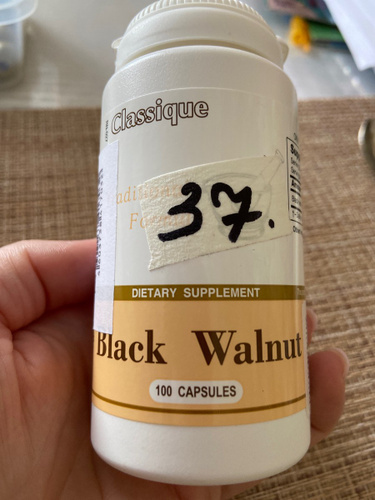 Classique
37.
DIETARY SUPPLEMENT
Black Walnut
100 CAPSULES